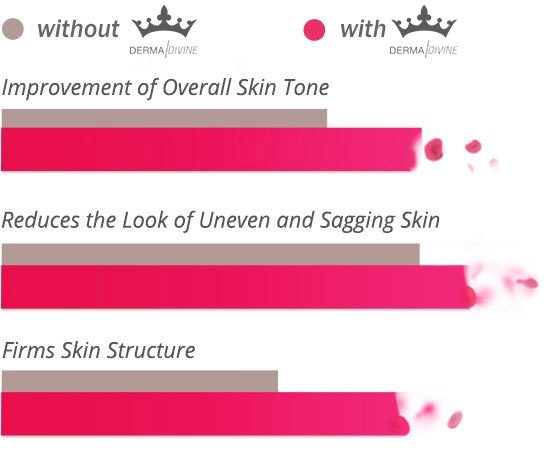 without DERMA|DIVINE with DERMA|DIVINE
Improvement of Overall Skin Tone
Reduces the Look of Uneven and Sagging Skin
Firms Skin Structure